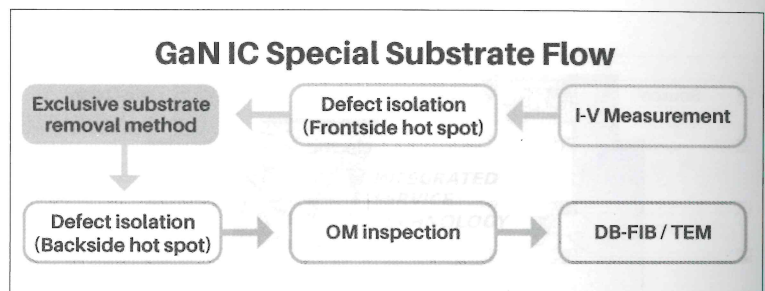 GaN IC Special Substrate Flow
Exclusive substrate
removal method
Defect isolation
(Frontside hot spot)
I-V Measurement
Defect isolation
(Backside hot spot)
OM inspection
DB-FIB / TEM